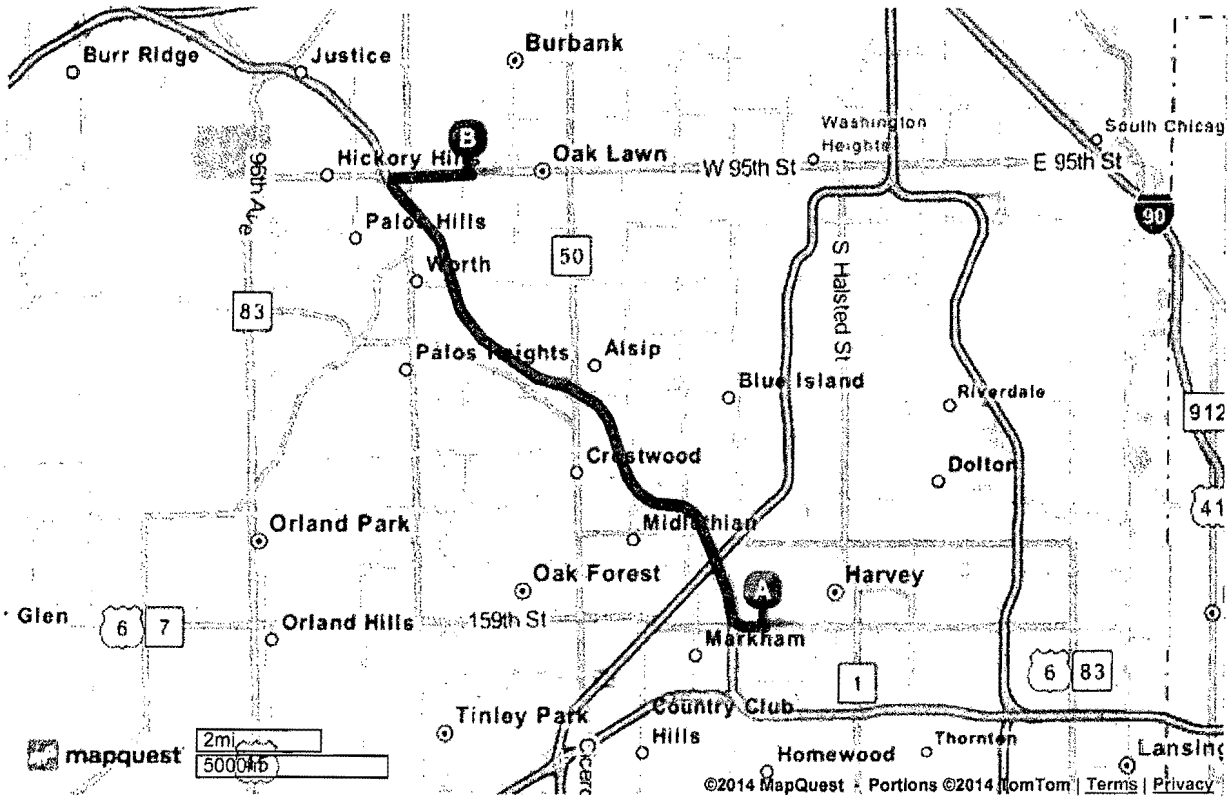 Burr Ridge
Justice
Burbank
Washington
Heights
South Chicag
B
Hickory Hills
Oak Lawn
W 95th St
E 95th St
96th Ave
Palos Hills
90
50
S Halsted St
Worth
83
Palos Heights
Alsip
Blue Island
Riverdale
912
Crestwood
Dolton
41
Orland Park
Midlothian
Oak Forest
A
Harvey
Glen
6
7
Orland Hills
159th St
Markham
1
6
83
Country Club
Hills
Tinley Park
Cicero
Homewood
Thornton
Lansing
mapquest
2mi
45
©2014 MapQuest - Portions ©2014 TomTom | Terms | Privacy